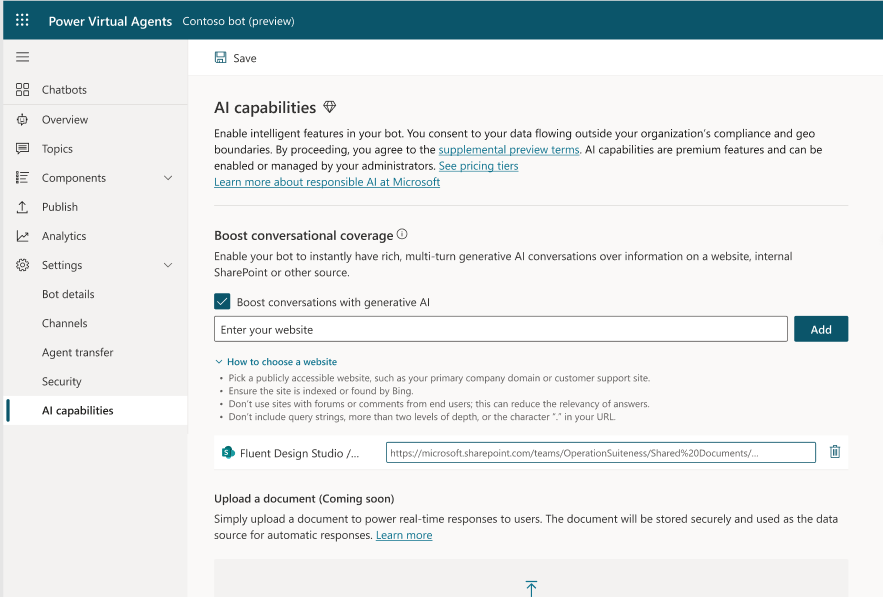 Power Virtual Agents Contoso bot (preview)
Save
Chatbots
Overview
Topics
Components
Publish
Analytics
Settings
Bot details
Channels
Agent transfer
Security
AI capabilities
AI capabilities
Enable intelligent features in your bot. You consent to your data flowing outside your organization's compliance and geo
boundaries. By proceeding, you agree to the supplemental preview terms. AI capabilities are premium features and can be
enabled or managed by your administrators. See pricing tiers
Learn more about responsible AI at Microsoft
Boost conversational coverage
Enable your bot to instantly have rich, multi-turn generative AI conversations over information on a website, internal
SharePoint or other source.
Boost conversations with generative AI
Enter your website
Add
How to choose a website
• Pick a publicly accessible website, such as your primary company domain or customer support site.
• Ensure the site is indexed or found by Bing.
• Don't use sites with forums or comments from end users; this can reduce the relevancy of answers.
• Don't include query strings, more than two levels of depth, or the character "." in your URL.
S Fluent Design Studio /... https://microsoft.sharepoint.com/teams/OperationSuiteness/Shared%20Documents/...
Upload a document (Coming soon)
Simply upload a document to power real-time responses to users. The document will be stored securely and used as the data
source for automatic responses. Learn more